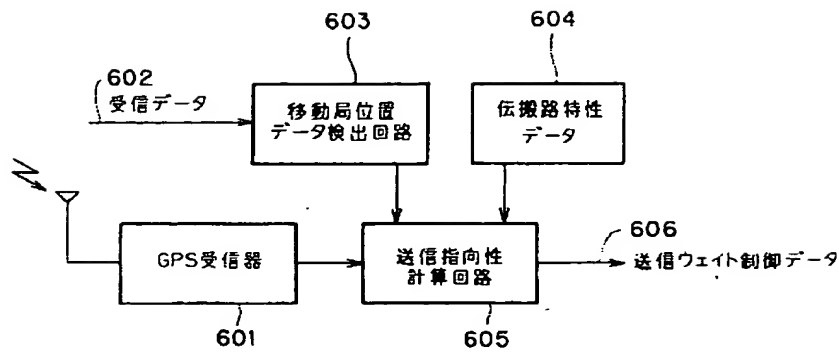 603
604
602
受信データ
移動局位置
データ検出回路
伝搬路特性
データ
GPS受信器
送信指向性
計算回路
606
送信ウェイト制御データ
601
605